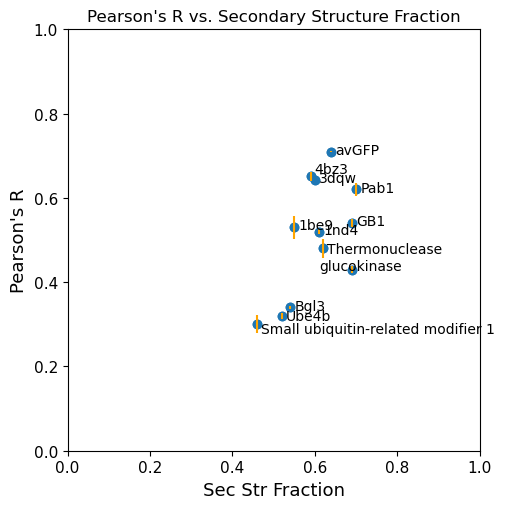 Pearson's R vs. Secondary Structure Fraction
1.0
0.8
0.6
0.4
0.2
0.0
Pearson's R
avGFP
4bz3
3dqw
Pab1
GB1
1be9
1nd4
Thermonuclease
glucokinase
Bgl3
Ube4b
Small ubiquitin-related modifier 1
0.0 0.2 0.4 0.6 0.8 1.0
Sec Str Fraction